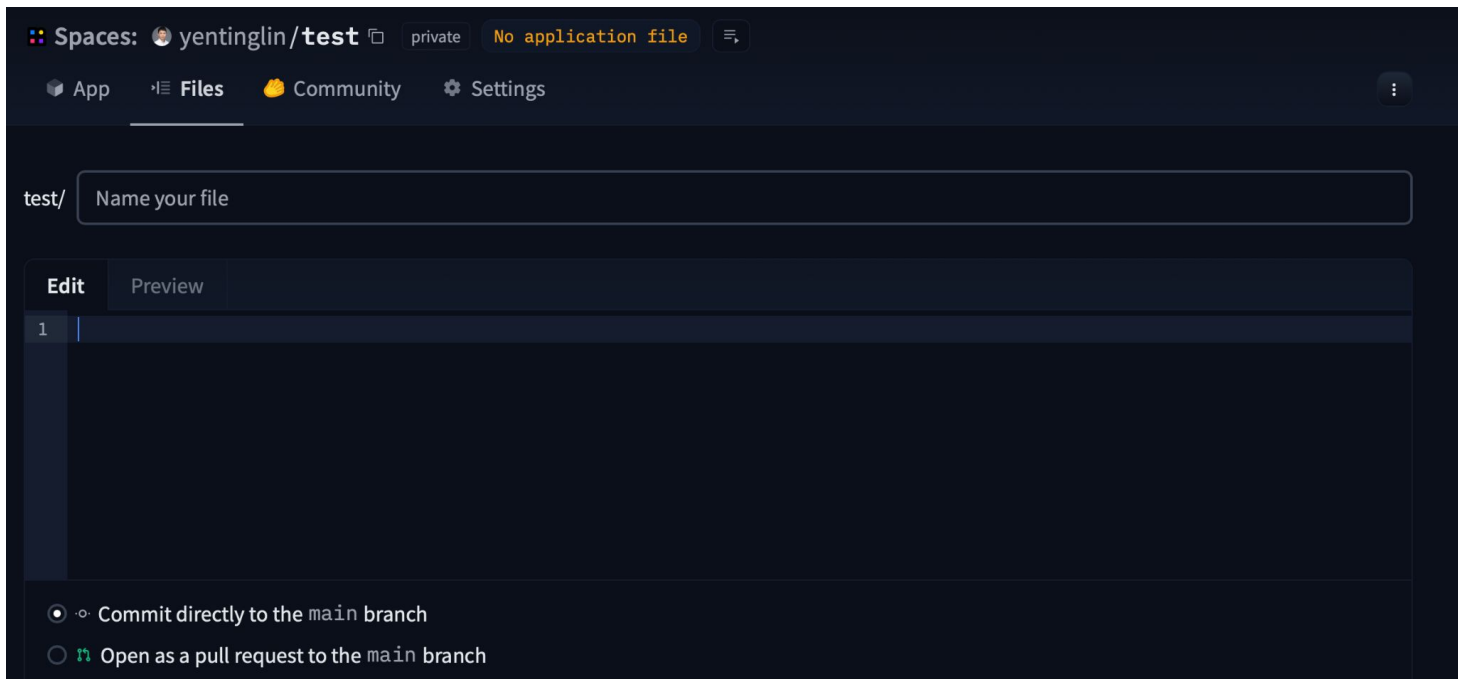 Spaces: yentinglin/test private No application file
App Files Community Settings
test/ Name your file
Edit Preview
1
Commit directly to the main branch
Open as a pull request to the main branch